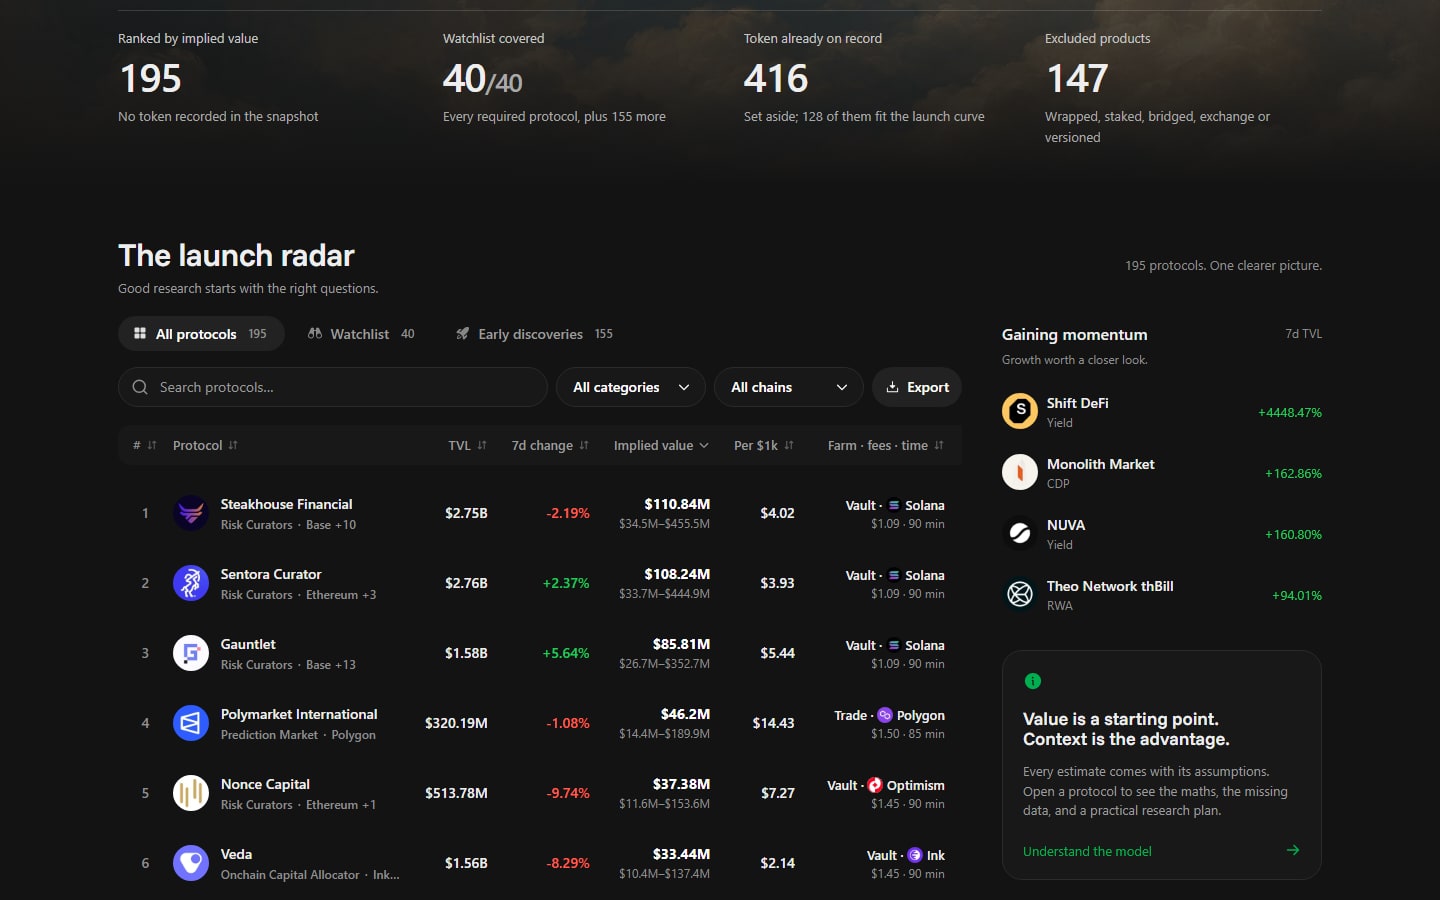 Ranked by implied value
195
No token recorded in the snapshot
Watchlist covered
40/40
Every required protocol, plus 155 more
Token already on record
416
Set aside; 128 of them fit the launch curve
Excluded products
147
Wrapped, staked, bridged, exchange or
versioned
The launch radar
Good research starts with the right questions.
195 protocols. One clearer picture.
All protocols 195
Watchlist 40
Early discoveries 155
Search protocols...
All categories
All chains
Export
# Protocol TVL 7d change Implied value Per $1k Farm · fees · time
1 Steakhouse Financial $2.75B -2.19% $110.84M $4.02 Vault · Solana
Risk Curators · Base +10 $34.5M–$455.5M $1.09 · 90 min
2 Sentora Curator $2.76B +2.37% $108.24M $3.93 Vault · Solana
Risk Curators · Ethereum +3 $33.7M–$444.9M $1.09 · 90 min
3 Gauntlet $1.58B +5.64% $85.81M $5.44 Vault · Solana
Risk Curators · Base +13 $26.7M–$352.7M $1.09 · 90 min
4 Polymarket International $320.19M -1.08% $46.2M $14.43 Trade · Polygon
Prediction Market · Polygon $14.4M–$189.9M $1.50 · 85 min
5 Nonce Capital $513.78M -9.74% $37.38M $7.27 Vault · Optimism
Risk Curators · Ethereum +1 $11.6M–$153.6M $1.45 · 90 min
6 Veda $1.56B -8.29% $33.44M $2.14 Vault · Ink
Onchain Capital Allocator · Ink... $10.4M–$137.4M $1.45 · 90 min
Gaining momentum 7d TVL
Growth worth a closer look.
Shift DeFi +4448.47%
Yield
Monolith Market +162.86%
CDP
NUVA +160.80%
Yield
Theo Network thBill +94.01%
RWA
Value is a starting point.
Context is the advantage.
Every estimate comes with its assumptions.
Open a protocol to see the maths, the missing
data, and a practical research plan.
Understand the model